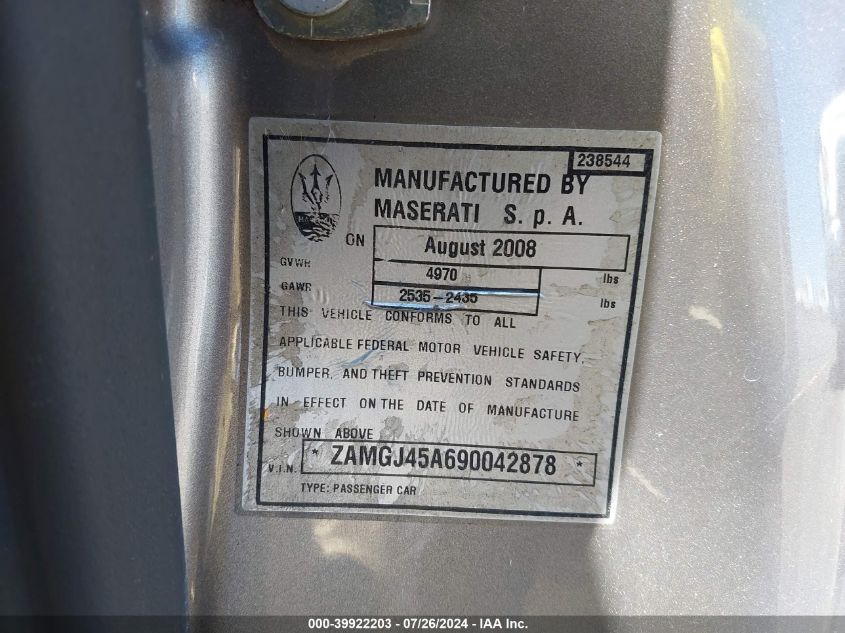 238544
MANUFACTURED BY
MASERATI S. p. A.
ON August 2008
GVWR 4970 lbs
GAWR 2535-2435 lbs
THIS VEHICLE CONFORMS TO ALL
APPLICABLE FEDERAL MOTOR VEHICLE SAFETY,
BUMPER, AND THEFT PREVENTION STANDARDS
IN EFFECT ON THE DATE OF MANUFACTURE
SHOWN ABOVE
V.I.N. * ZAMGJ45A690042878 *
TYPE: PASSENGER CAR
000-39922203 - 07/26/2024 - IAA Inc.